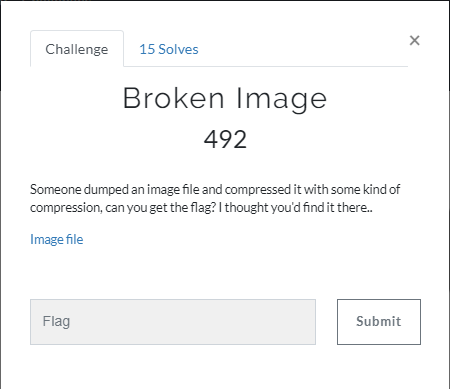 Challenge
15 Solves
×
Broken Image
492
Someone dumped an image file and compressed it with some kind of
compression, can you get the flag? I thought you'd find it there..
Image file
Flag
Submit